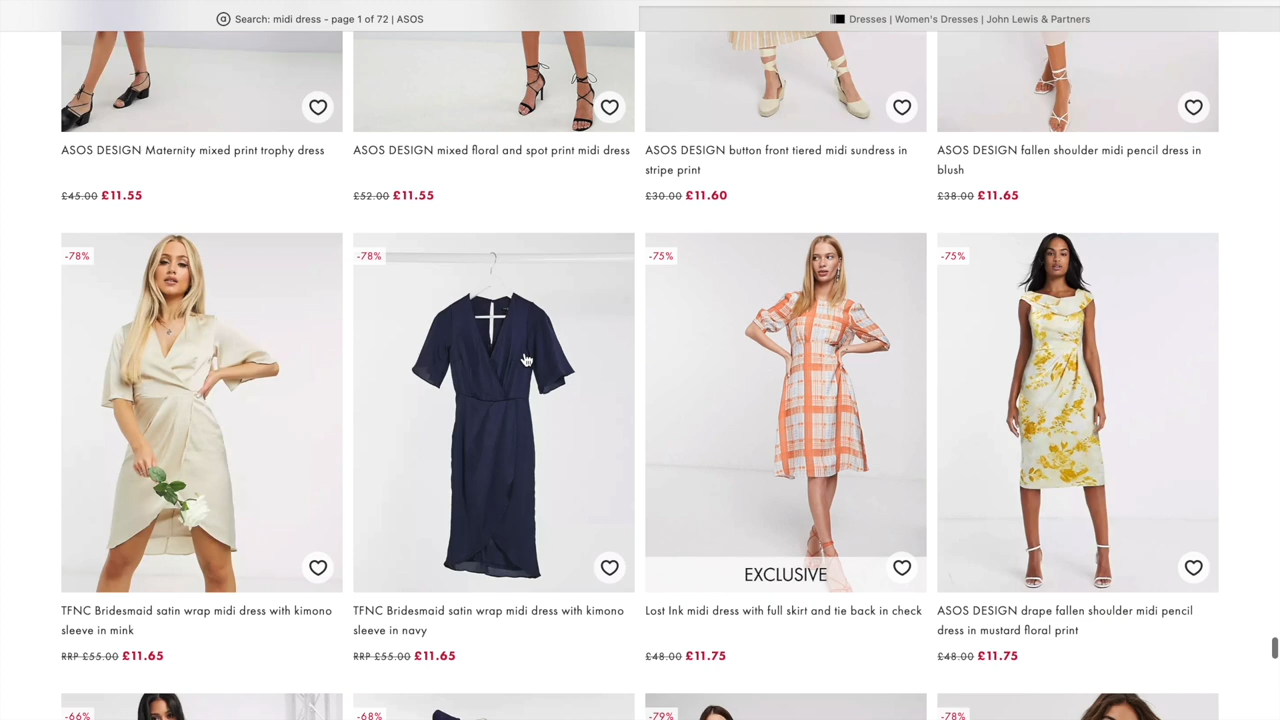 Search: midi dress - page 1 of 72 | ASOS
Dresses | Women's Dresses | John Lewis & Partners
ASOS DESIGN Maternity mixed print trophy dress
£45.00 £11.55
ASOS DESIGN mixed floral and spot print midi dress
£52.00 £11.55
ASOS DESIGN button front tiered midi sundress in
stripe print
£30.00 £11.60
ASOS DESIGN fallen shoulder midi pencil dress in
blush
£38.00 £11.65
-78%
TFNC Bridesmaid satin wrap midi dress with kimono
sleeve in mink
RRP £55.00 £11.65
-78%
TFNC Bridesmaid satin wrap midi dress with kimono
sleeve in navy
RRP £55.00 £11.65
-75%
EXCLUSIVE
Lost Ink midi dress with full skirt and tie back in check
£48.00 £11.75
-75%
ASOS DESIGN drape fallen shoulder midi pencil
dress in mustard floral print
£48.00 £11.75
-66%
-68%
-79%
-78%